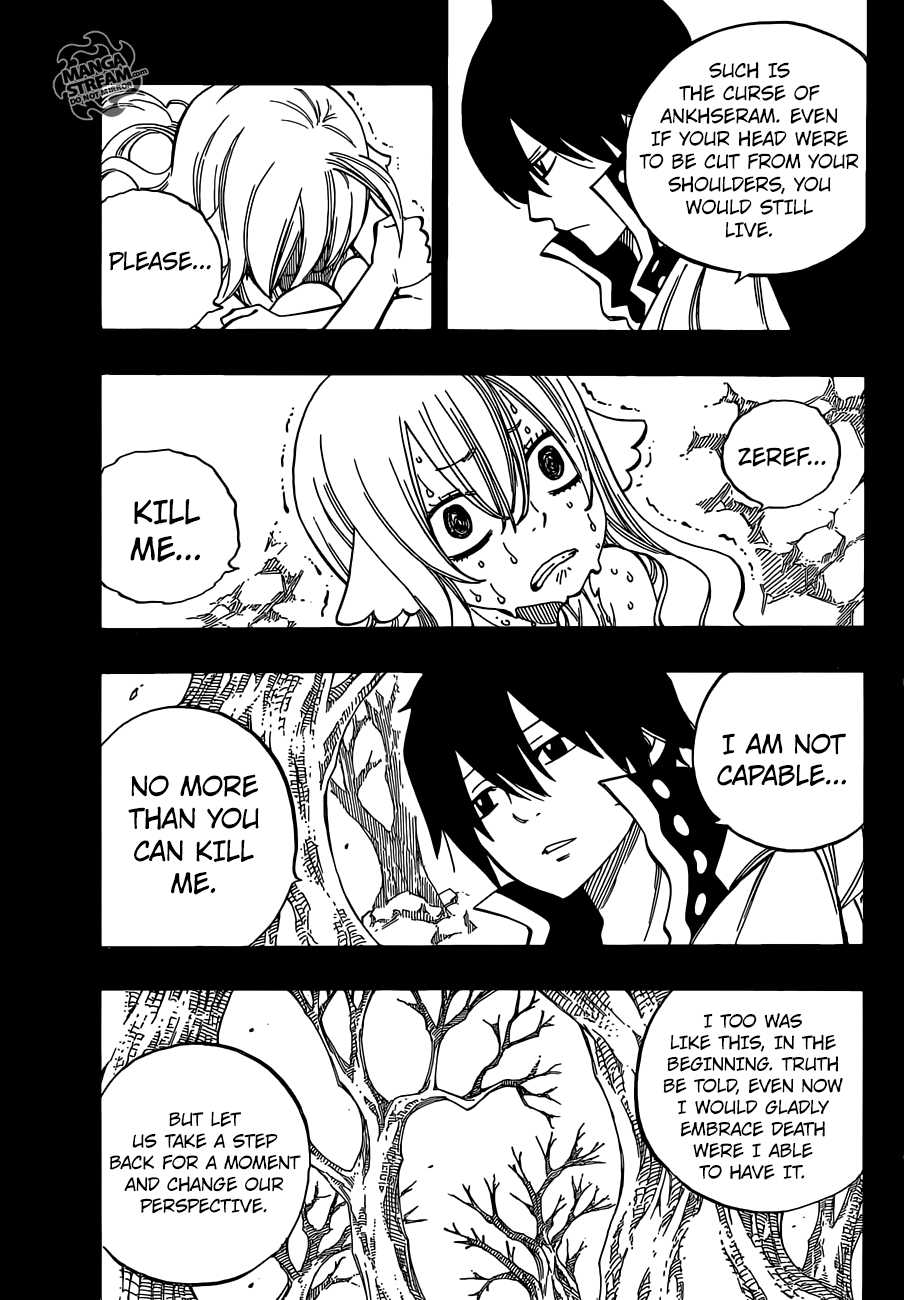 MANGA
STREAM.com
DO NOT MIRROR
SUCH IS
THE CURSE OF
ANKHSERAM. EVEN
IF YOUR HEAD WERE
TO BE CUT FROM YOUR
SHOULDERS, YOU
WOULD STILL
LIVE.
PLEASE...
ZEREF...
KILL
ME...
I AM NOT
CAPABLE...
NO MORE
THAN YOU
CAN KILL
ME.
I TOO WAS
LIKE THIS, IN THE
BEGINNING. TRUTH
BE TOLD, EVEN NOW
I WOULD GLADLY
EMBRACE DEATH
WERE I ABLE
TO HAVE IT.
BUT LET
US TAKE A STEP
BACK FOR A MOMENT
AND CHANGE OUR
PERSPECTIVE.